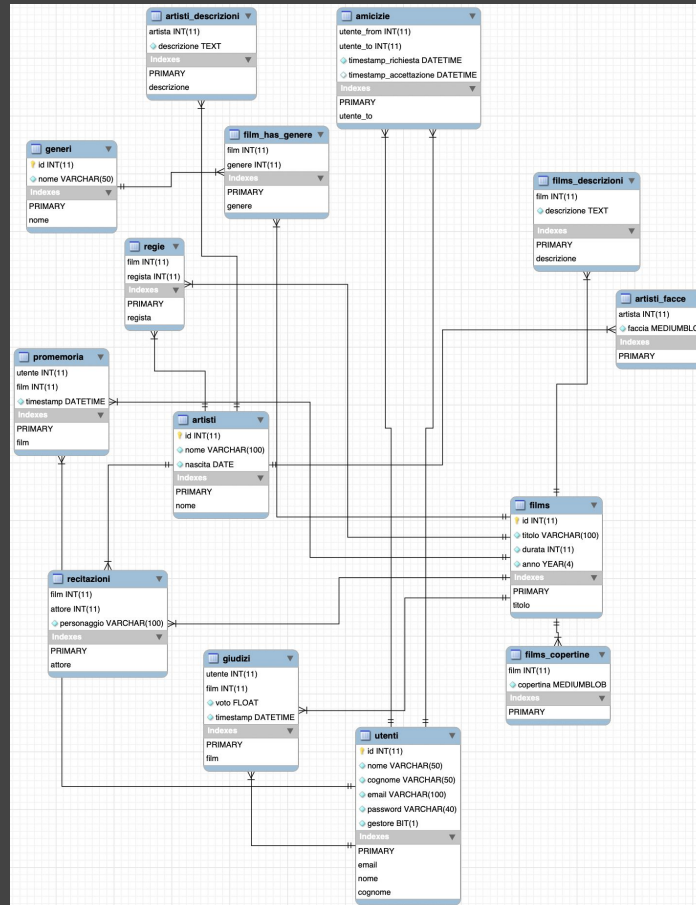 artisti_descrizioni
artista INT(11)
descrizione TEXT
Indexes
PRIMARY
descrizione
amicizie
utente_from INT(11)
utente_to INT(11)
timestamp_richiesta DATETIME
timestamp_accettazione DATETIME
Indexes
PRIMARY
utente_to
generi
id INT(11)
nome VARCHAR(50)
Indexes
PRIMARY
nome
film_has_genere
film INT(11)
genere INT(11)
Indexes
PRIMARY
genere
films_descrizioni
film INT(11)
descrizione TEXT
Indexes
PRIMARY
descrizione
regie
film INT(11)
regista INT(11)
Indexes
PRIMARY
regista
artisti_facce
artista INT(11)
faccia MEDIUMBLO
Indexes
PRIMARY
promemoria
utente INT(11)
film INT(11)
timestamp DATETIME
Indexes
PRIMARY
film
artisti
id INT(11)
nome VARCHAR(100)
nascita DATE
Indexes
PRIMARY
nome
films
id INT(11)
titolo VARCHAR(100)
durata INT(11)
anno YEAR(4)
Indexes
PRIMARY
titolo
recitazioni
film INT(11)
attore INT(11)
personaggio VARCHAR(100)
Indexes
PRIMARY
attore
giudizi
utente INT(11)
film INT(11)
voto FLOAT
timestamp DATETIME
Indexes
PRIMARY
film
films_copertine
film INT(11)
copertina MEDIUMBLOB
Indexes
PRIMARY
utenti
id INT(11)
nome VARCHAR(50)
cognome VARCHAR(50)
email VARCHAR(100)
password VARCHAR(40)
gestore BIT(1)
Indexes
PRIMARY
email
nome
cognome